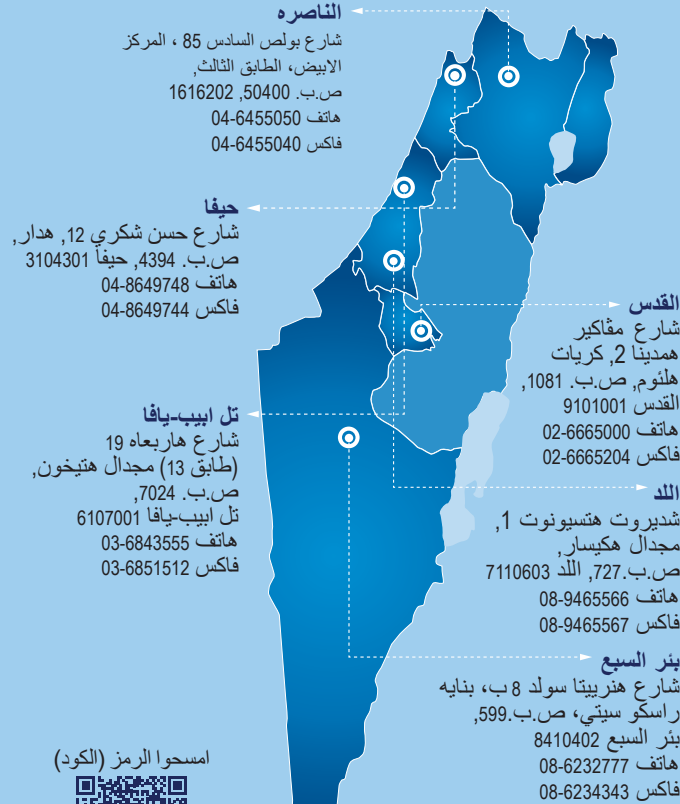 الناصره
شارع بولص السادس 85 ، المركز
الابيض، الطابق الثالث,
ص.ب. 50400, 1616202
هاتف 04-6455050
فاكس 04-6455040
حيفا
شارع حسن شكري 12, هدار,
ص.ب. 4394, حيفا 3104301
هاتف 04-8649748
فاكس 04-8649744
القدس
شارع مڨاكير
همدينا 2, كريات
هلئوم, ص.ب. 1081,
القدس 9101001
هاتف 02-6665000
فاكس 02-6665204
تل ابيب-يافا
شارع هاربعاه 19
(طابق 13) مجدال هتيخون,
ص.ب. 7024,
تل ابيب-يافا 6107001
هاتف 03-6843555
فاكس 03-6851512
اللد
شديروت هتسيونوت 1,
مجدال هكيسار,
ص.ب.727, اللد 7110603
هاتف 08-9465566
فاكس 08-9465567
بئر السبع
شارع هنرييتا سولد 8 ب، بنايه
راسكو سيتي، ص.ب.599,
بئر السبع 8410402
هاتف 08-6232777
فاكس 08-6234343
امسحوا الرمز (الكود)